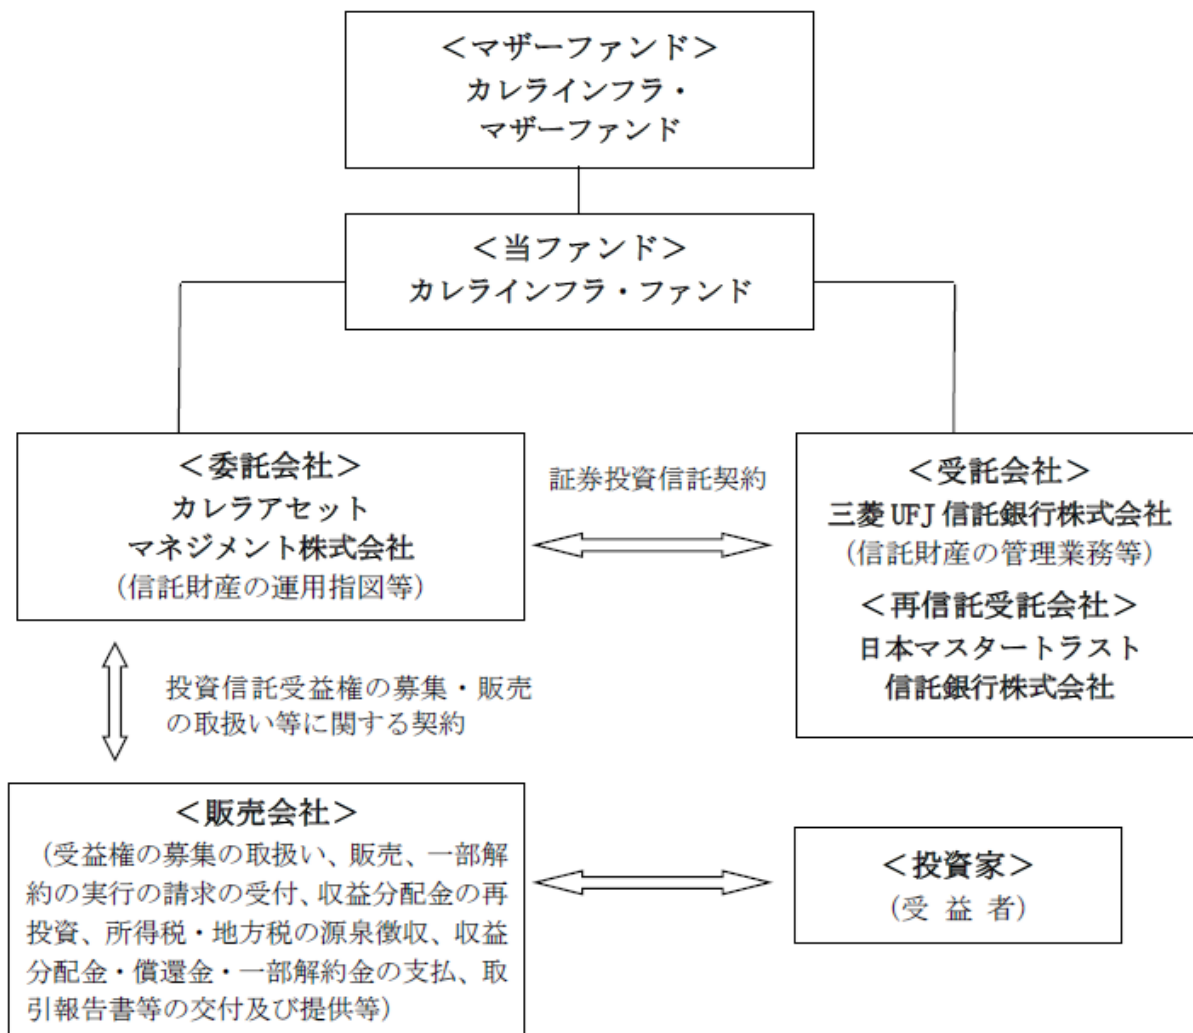 ＜マザーファンド＞
カレラインフラ・
マザーファンド
＜当ファンド＞
カレラインフラ・ファンド
＜委託会社＞
カレラアセット
マネジメント株式会社
（信託財産の運用指図等）
証券投資信託契約
＜受託会社＞
三菱 UFJ 信託銀行株式会社
（信託財産の管理業務等）
＜再信託受託会社＞
日本マスタートラスト
信託銀行株式会社
投資信託受益権の募集・販売
の取扱い等に関する契約
＜販売会社＞
（受益権の募集の取扱い、販売、一部解
約の実行の請求の受付、収益分配金の再
投資、所得税・地方税の源泉徴収、収益
分配金・償還金・一部解約金の支払、取
引報告書等の交付及び提供等）
＜投資家＞
（受 益 者）